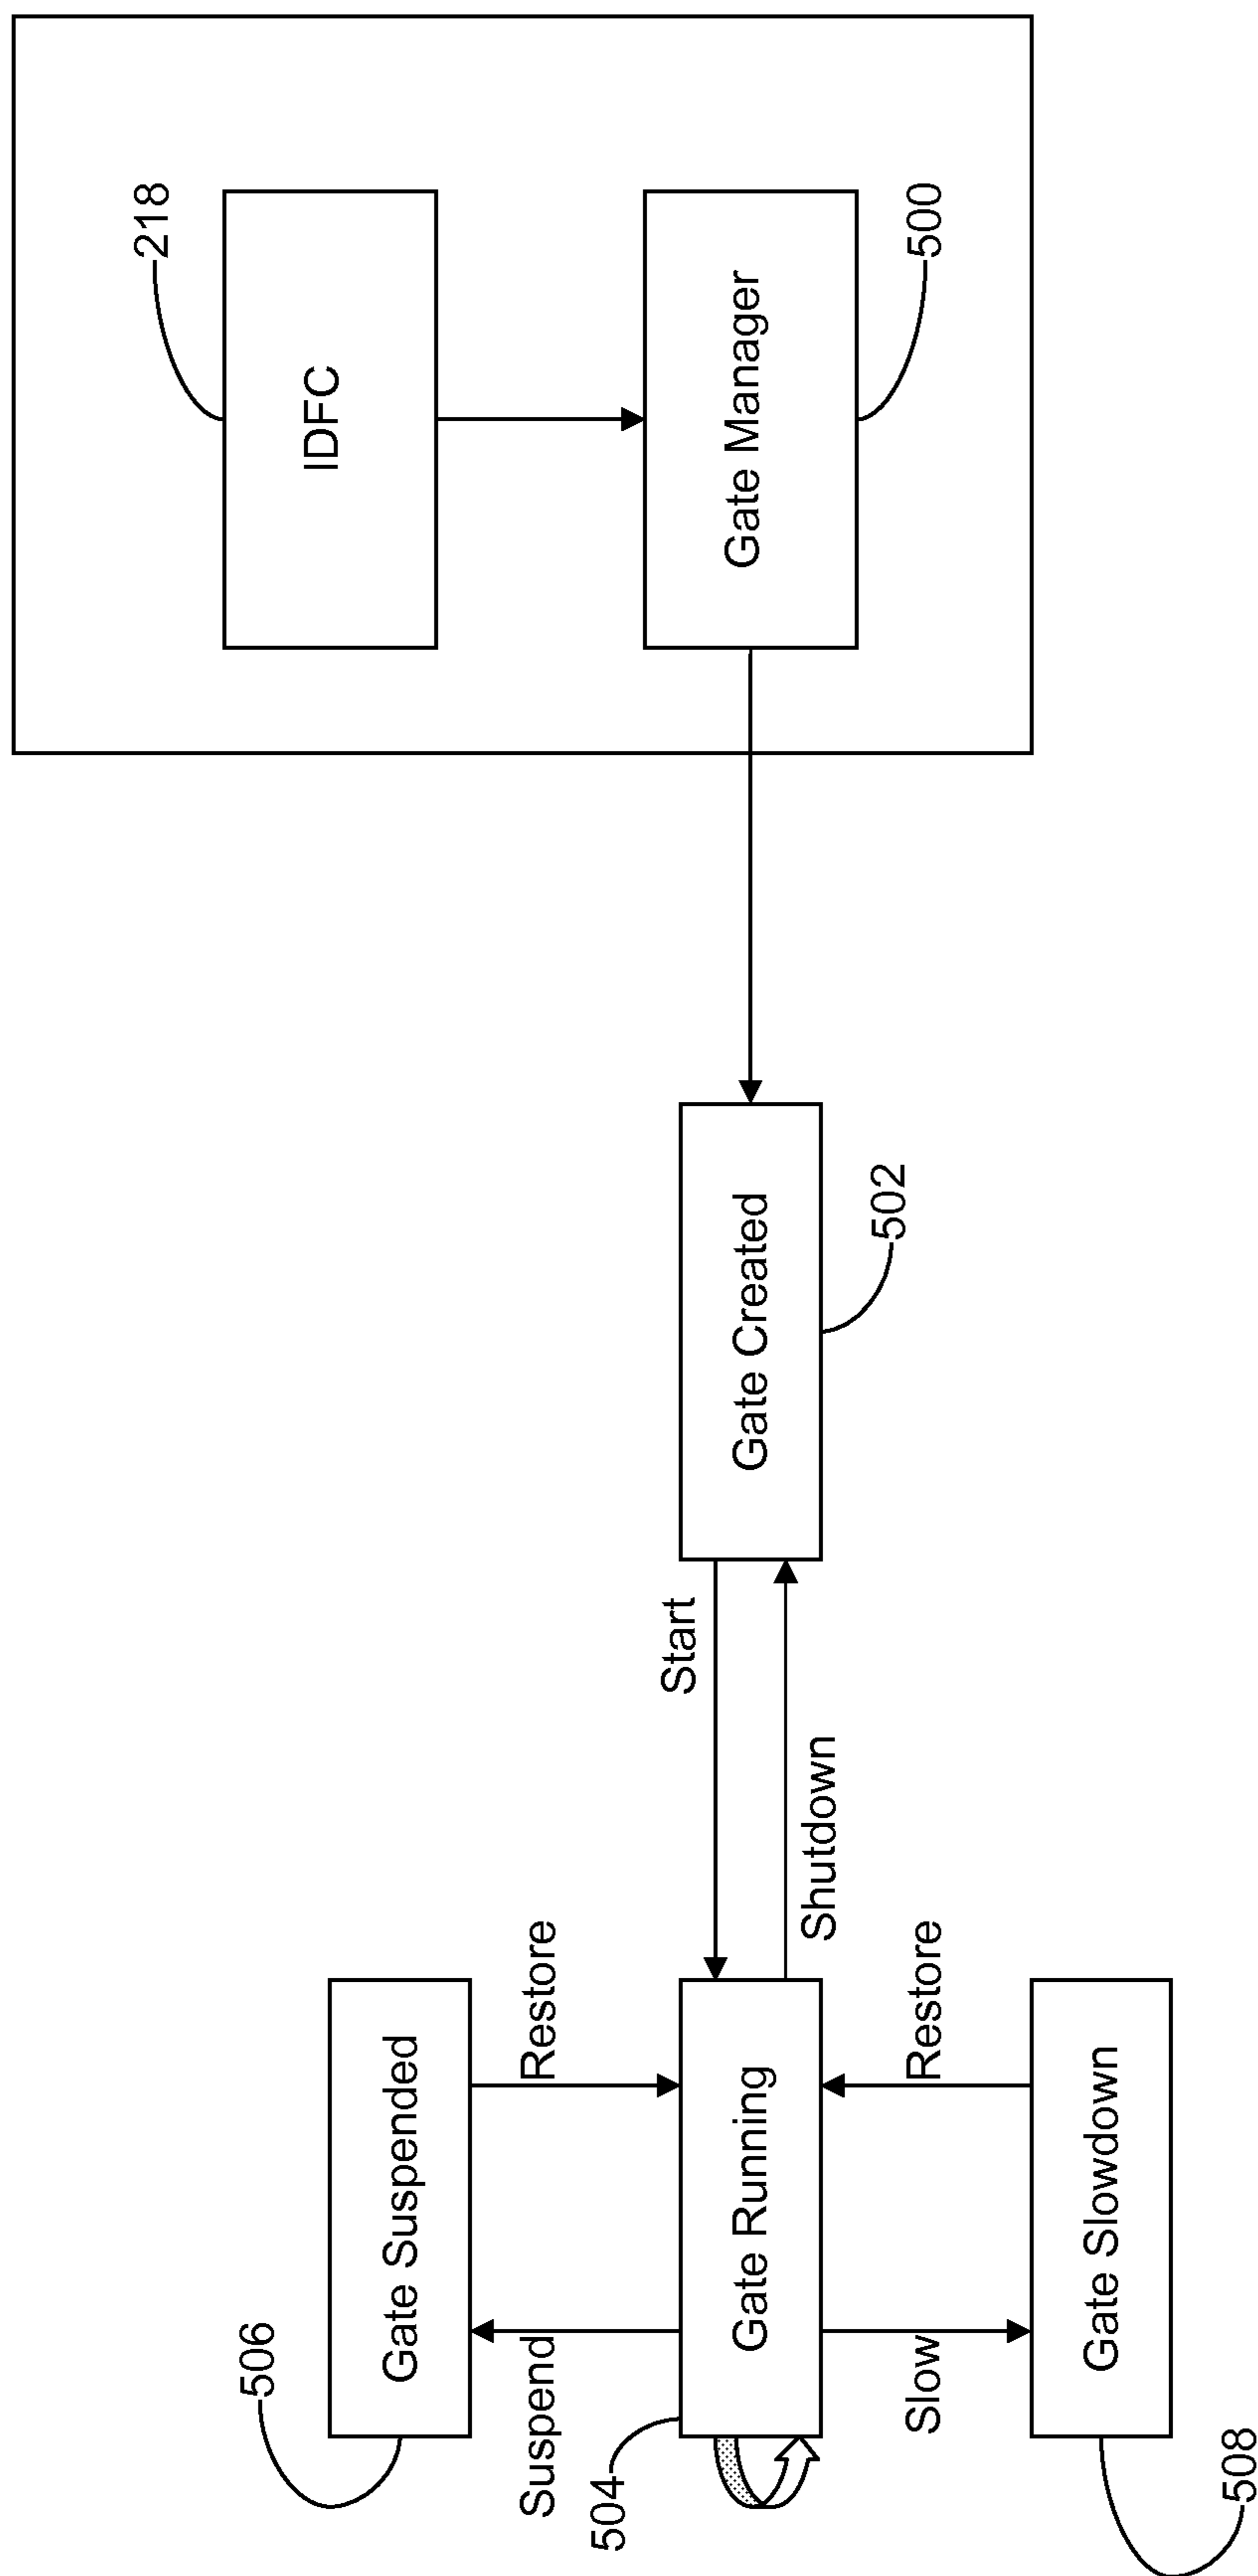 218
506
IDFC
Gate Suspended
Suspend
Restore
504
Start
Gate Running
Gate Created
Gate Manager
Shutdown
502
Slow
Restore
500
Gate Slowdown
508